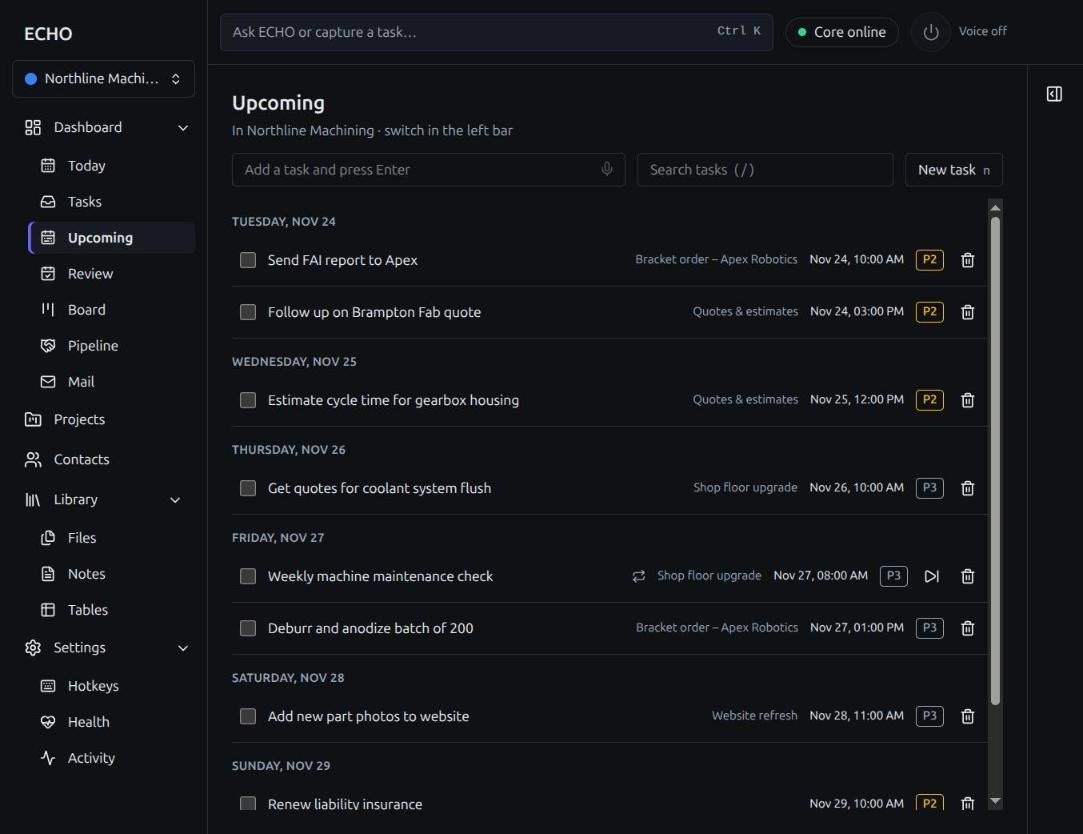 ECHO
Ask ECHO or capture a task…
Ctrl K
Core online
Voice off
Northline Machi…
Dashboard
Today
Tasks
Upcoming
Review
Board
Pipeline
Mail
Projects
Contacts
Library
Files
Notes
Tables
Settings
Hotkeys
Health
Activity
Upcoming
In Northline Machining · switch in the left bar
Add a task and press Enter
Search tasks (/)
New task n
TUESDAY, NOV 24
Send FAI report to Apex Bracket order – Apex Robotics Nov 24, 10:00 AM P2
Follow up on Brampton Fab quote Quotes & estimates Nov 24, 03:00 PM P2
WEDNESDAY, NOV 25
Estimate cycle time for gearbox housing Quotes & estimates Nov 25, 12:00 PM P2
THURSDAY, NOV 26
Get quotes for coolant system flush Shop floor upgrade Nov 26, 10:00 AM P3
FRIDAY, NOV 27
Weekly machine maintenance check Shop floor upgrade Nov 27, 08:00 AM P3
Deburr and anodize batch of 200 Bracket order – Apex Robotics Nov 27, 01:00 PM P3
SATURDAY, NOV 28
Add new part photos to website Website refresh Nov 28, 11:00 AM P3
SUNDAY, NOV 29
Renew liability insurance Nov 29, 10:00 AM P2